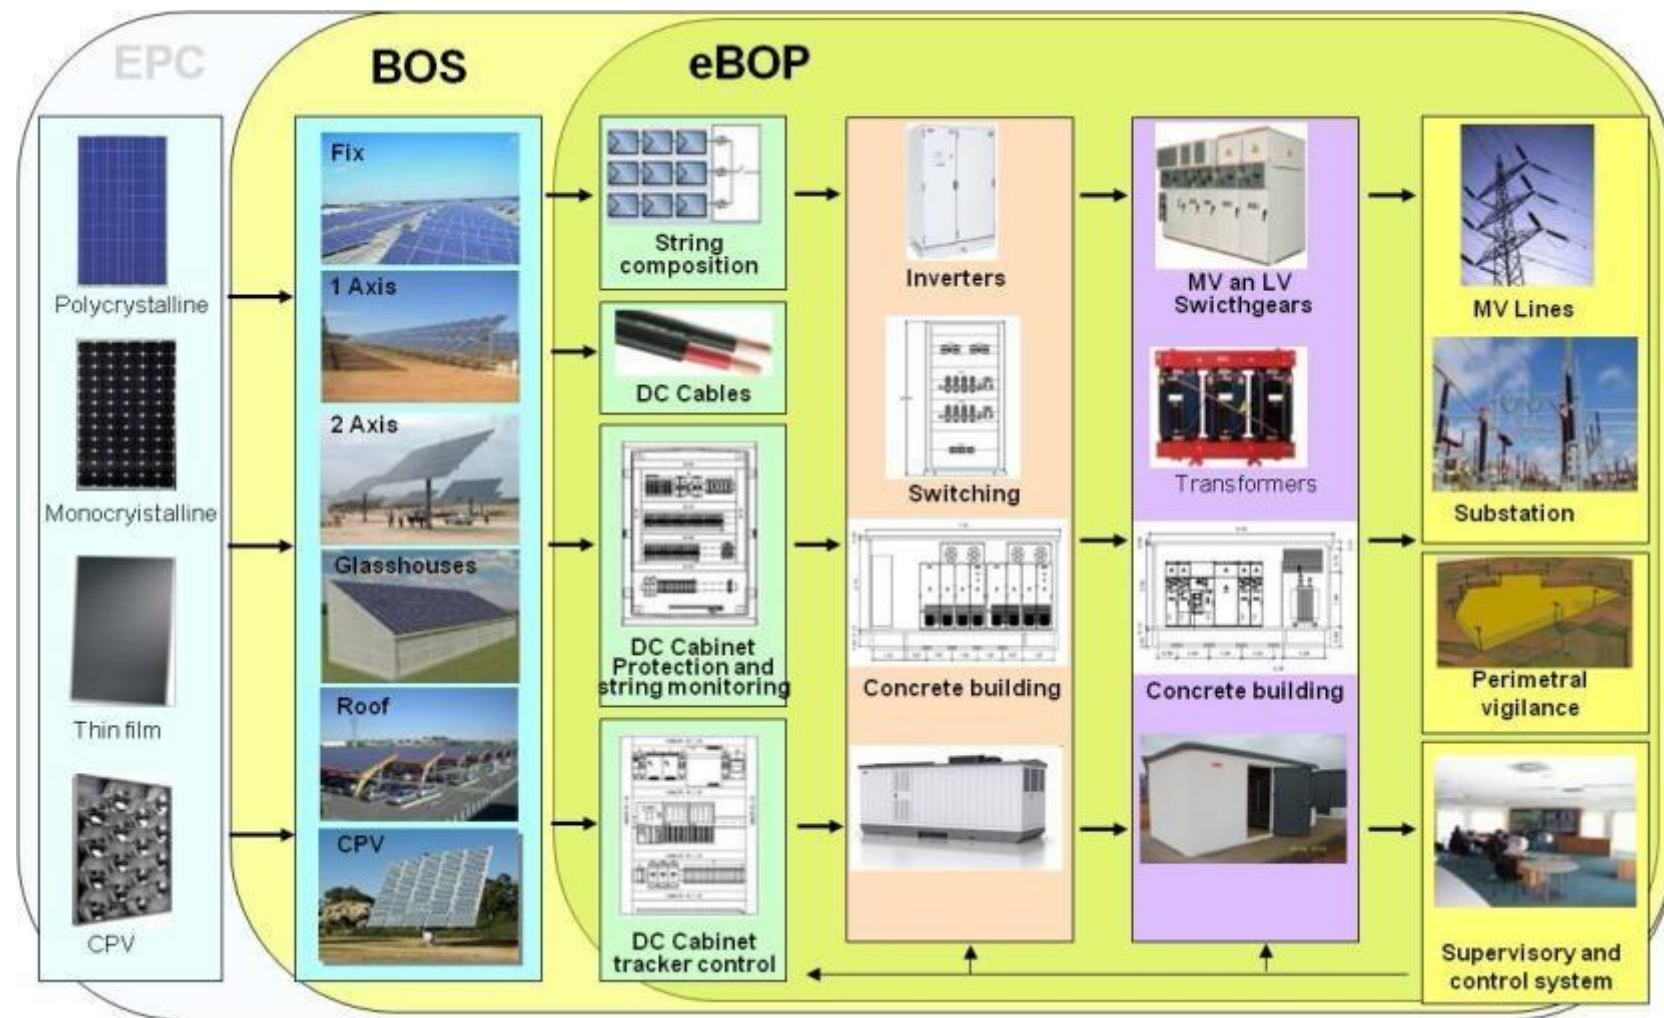 EPC
BOS
eBOP
Polycrystalline
Monocryistalline
Thin film
CPV
Fix
1 Axis
2 Axis
Glasshouses
Roof
CPV
String
composition
DC Cables
DC Cabinet
Protection and
string monitoring
DC Cabinet
tracker control
Inverters
Switching
Concrete building
MV an LV
Swicthgears
Transformers
Concrete building
MV Lines
Substation
Perimetral
vigilance
Supervisory and
control system